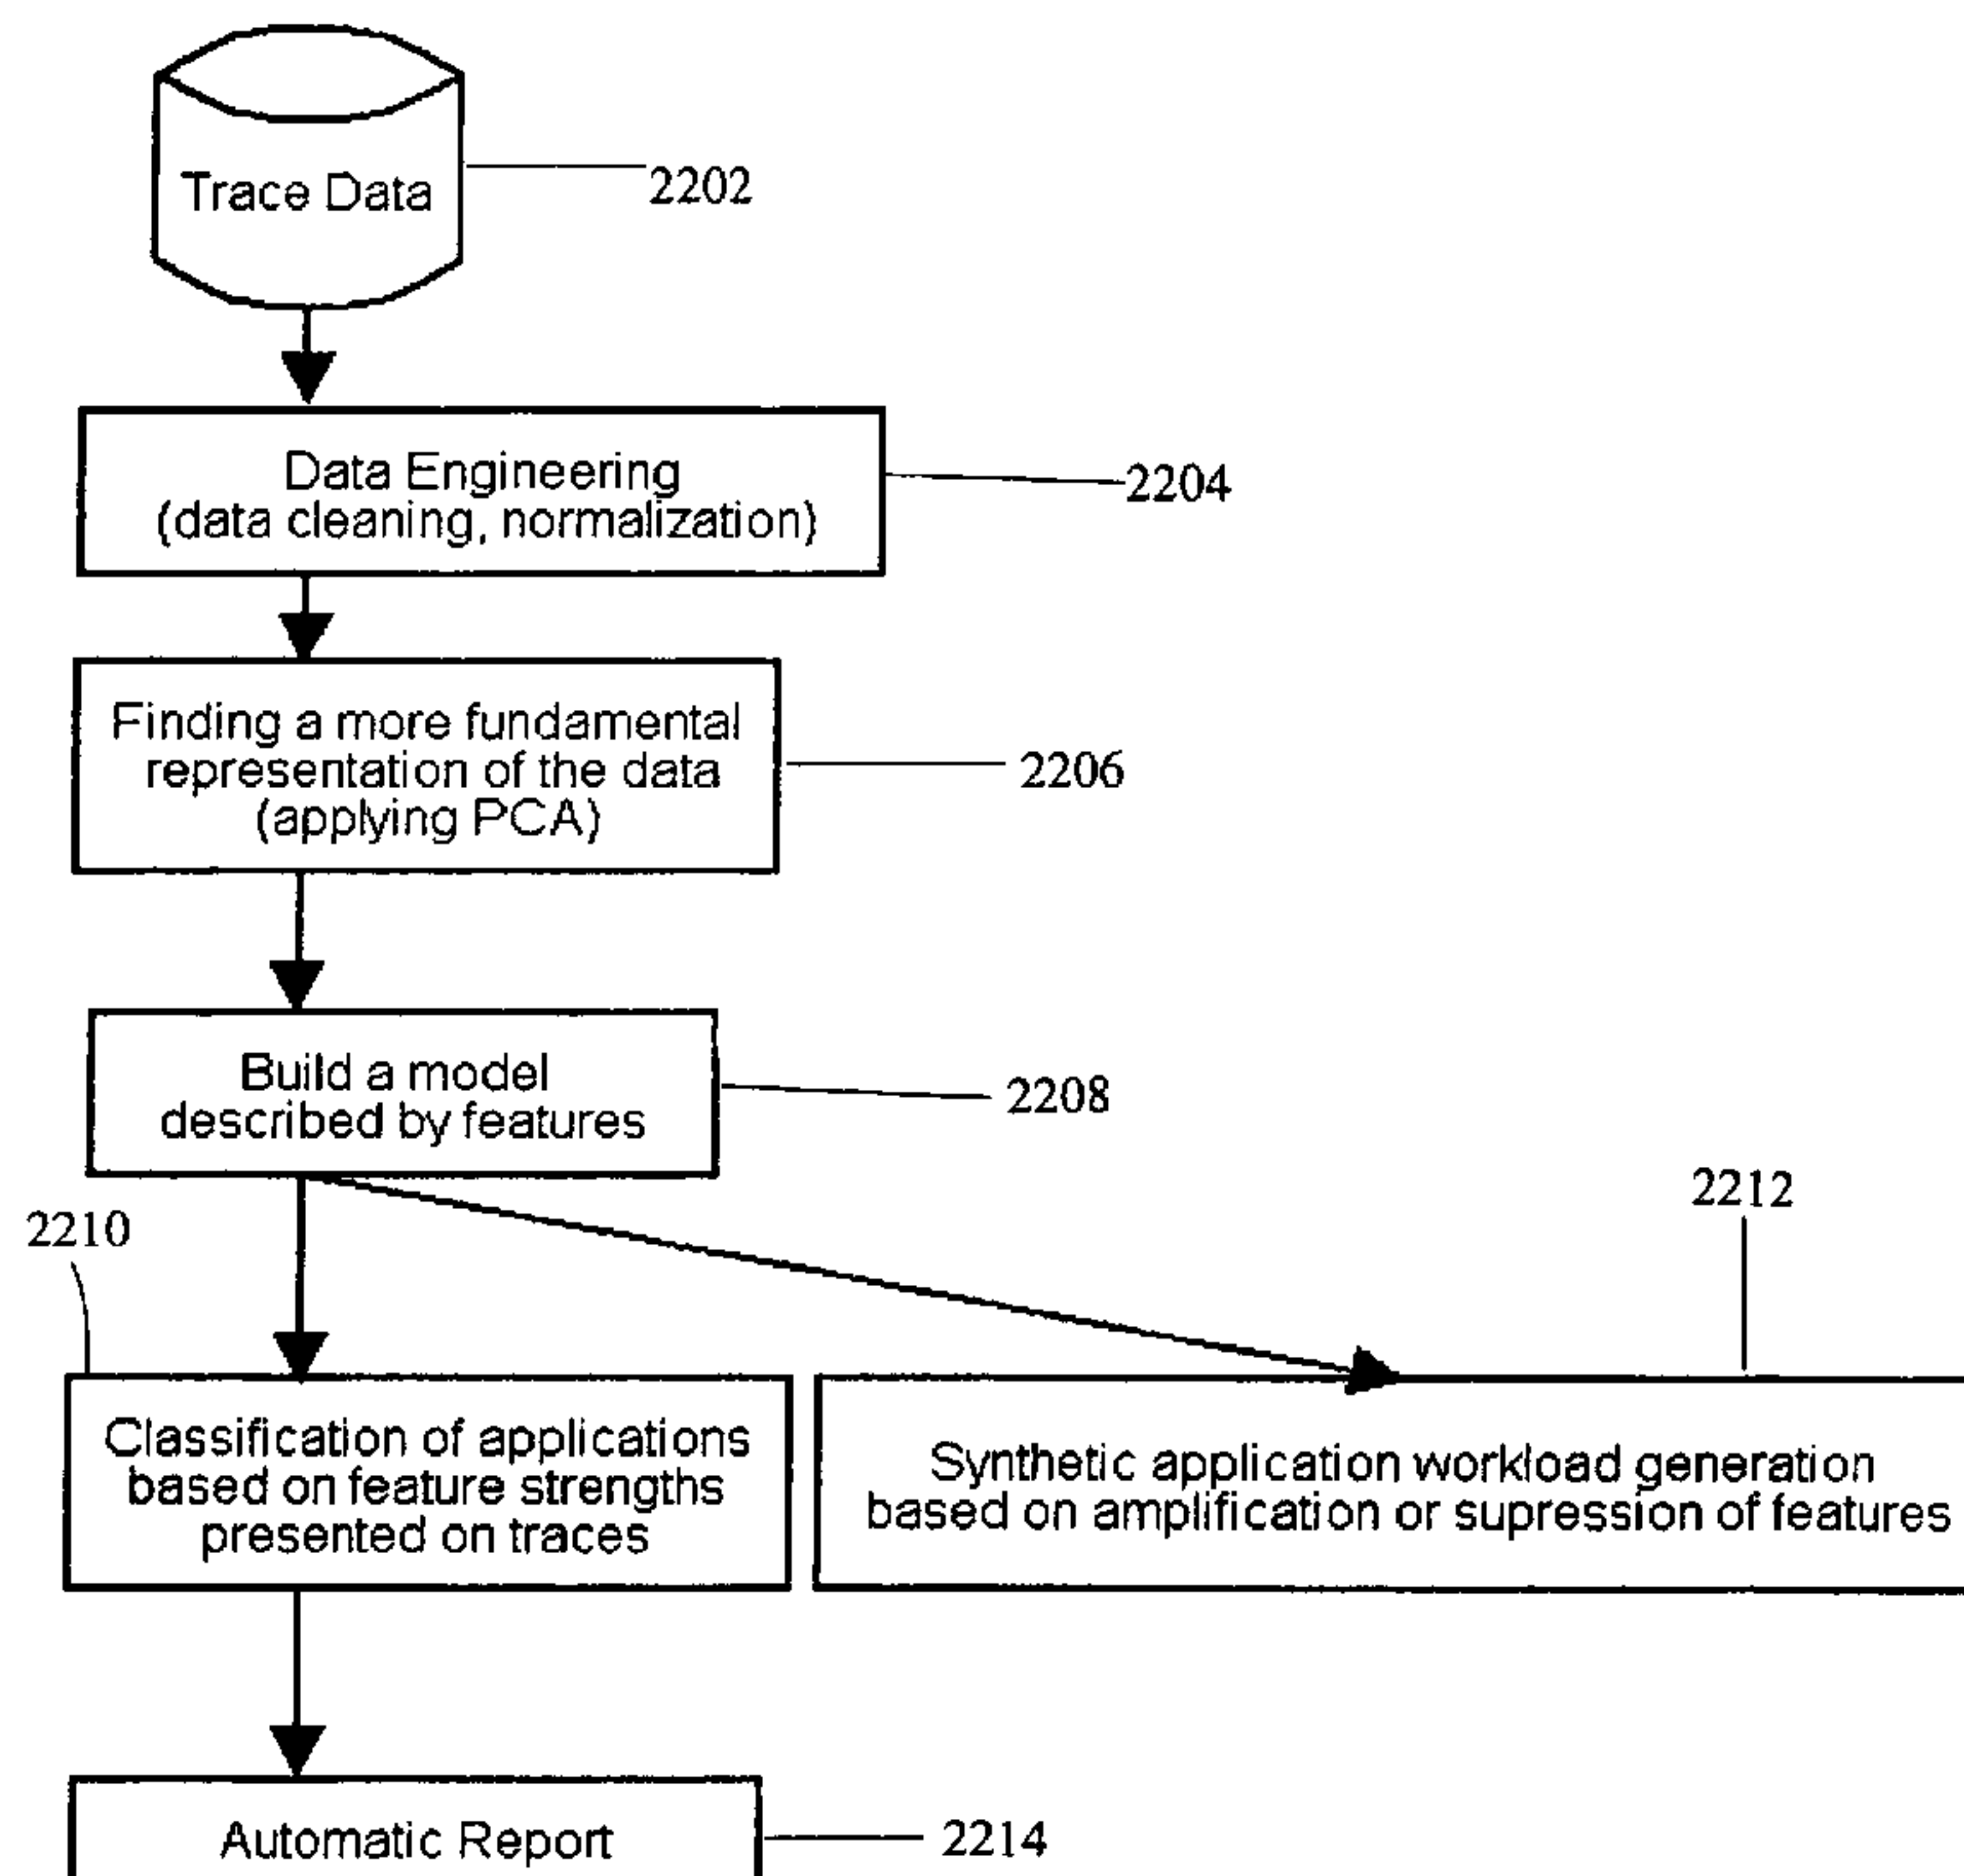 Trace Data
2202
Data Engineering
(data cleaning, normalization)
2204
Finding a more fundamental
representation of the data
(applying PCA)
2206
Build a model
described by features
2208
2210
2212
Classification of applications
based on feature strengths
presented on traces
Synthetic application workload generation
based on amplification or supression of features
Automatic Report
2214